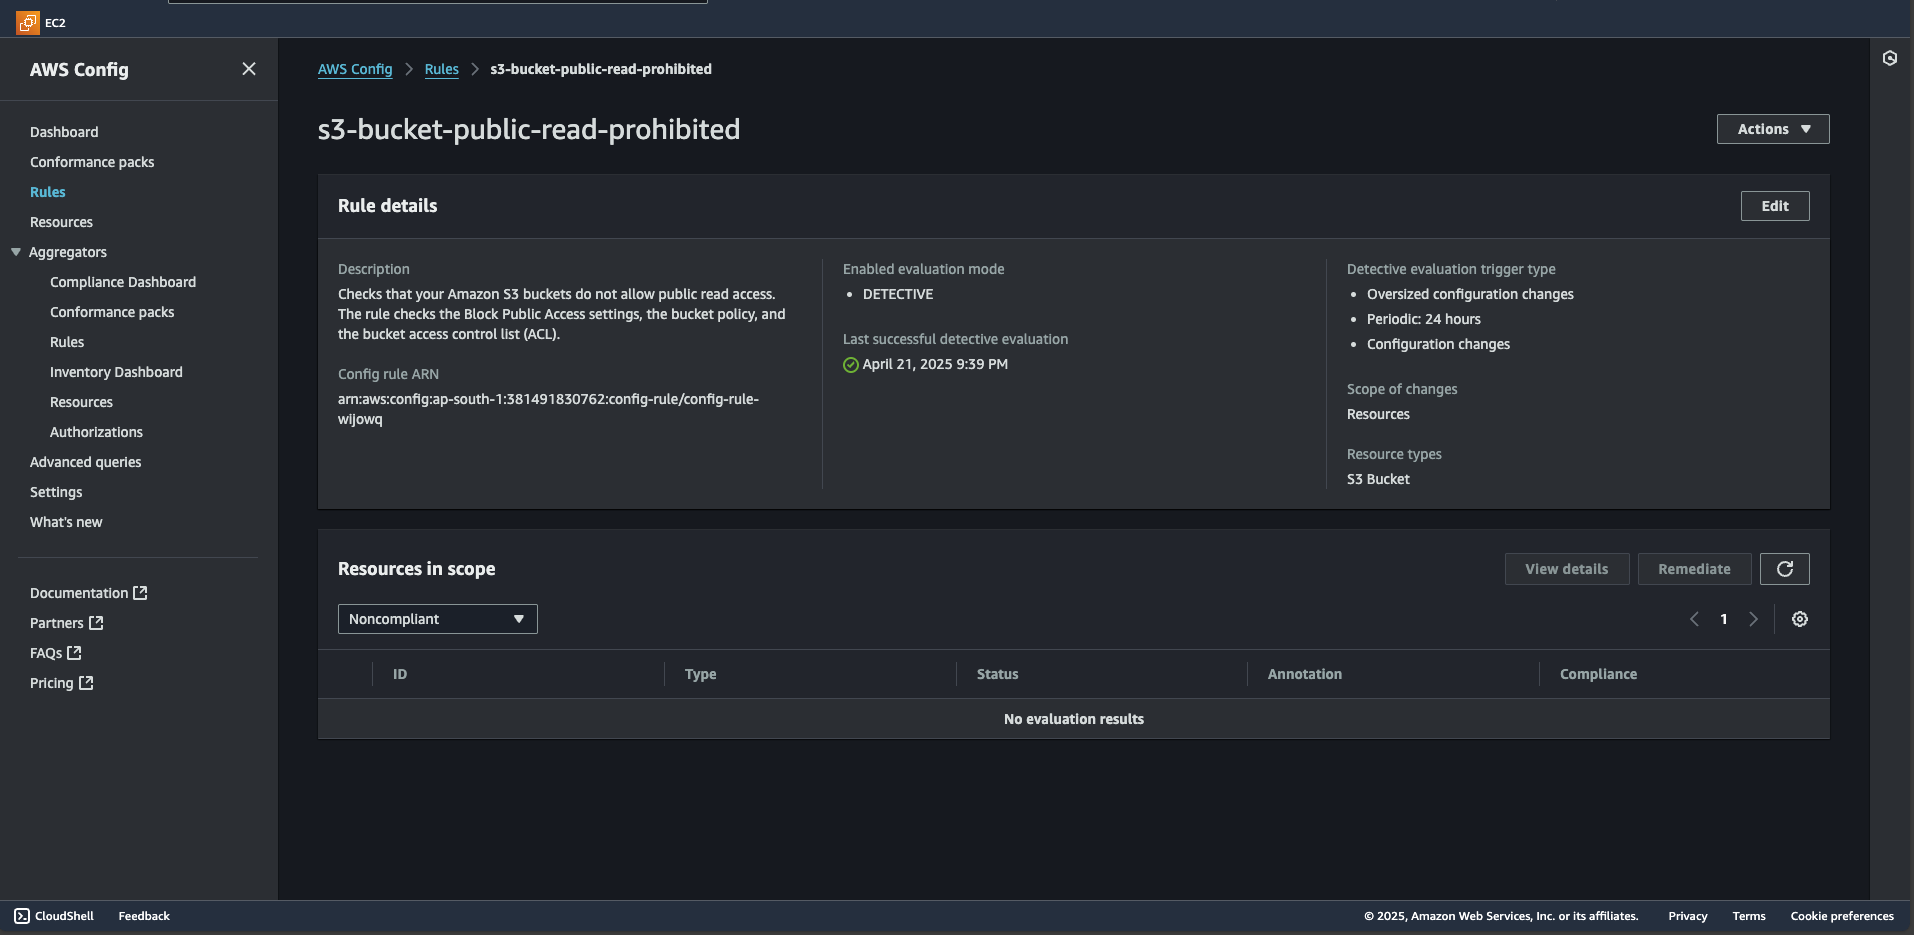 EC2
AWS Config
Dashboard
Conformance packs
Rules
Resources
Aggregators
Compliance Dashboard
Conformance packs
Rules
Inventory Dashboard
Resources
Authorizations
Advanced queries
Settings
What's new
Documentation
Partners
FAQs
Pricing
AWS Config > Rules > s3-bucket-public-read-prohibited
s3-bucket-public-read-prohibited
Actions
Rule details
Edit
Description
Checks that your Amazon S3 buckets do not allow public read access.
The rule checks the Block Public Access settings, the bucket policy, and
the bucket access control list (ACL).
Config rule ARN
arn:aws:config:ap-south-1:381491830762:config-rule/config-rule-
wijowq
Enabled evaluation mode
• DETECTIVE
Last successful detective evaluation
April 21, 2025 9:39 PM
Detective evaluation trigger type
• Oversized configuration changes
• Periodic: 24 hours
• Configuration changes
Scope of changes
Resources
Resource types
S3 Bucket
Resources in scope
View details Remediate
Noncompliant
1
ID Type Status Annotation Compliance
No evaluation results
CloudShell Feedback
© 2025, Amazon Web Services, Inc. or its affiliates. Privacy Terms Cookie preferences